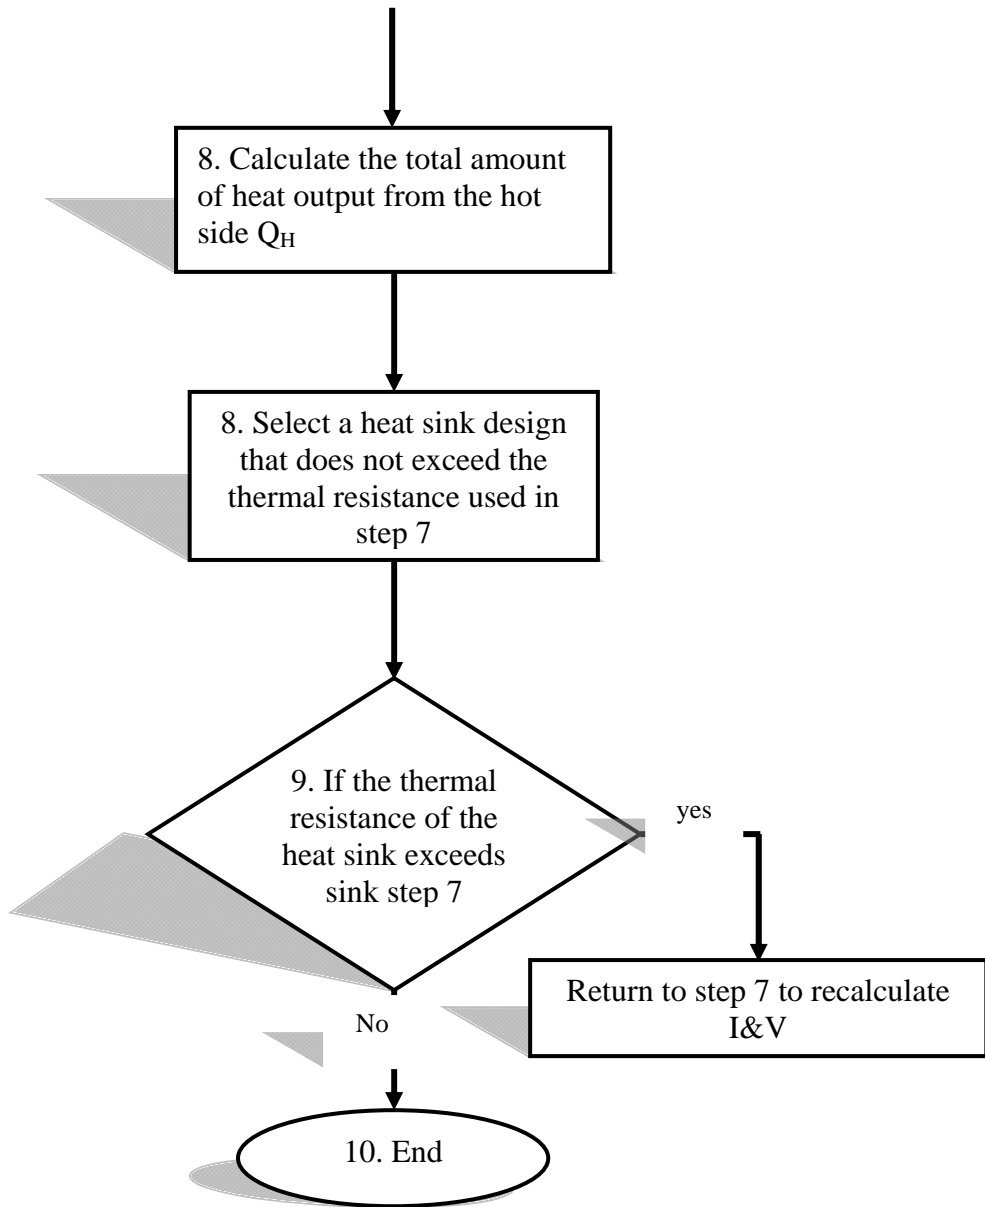 8. Calculate the total amount
of heat output from the hot
side QH
8. Select a heat sink design
that does not exceed the
thermal resistance used in
step 7
9. If the thermal
resistance of the
heat sink exceeds
sink step 7
yes
Return to step 7 to recalculate
I&V
No
10. End